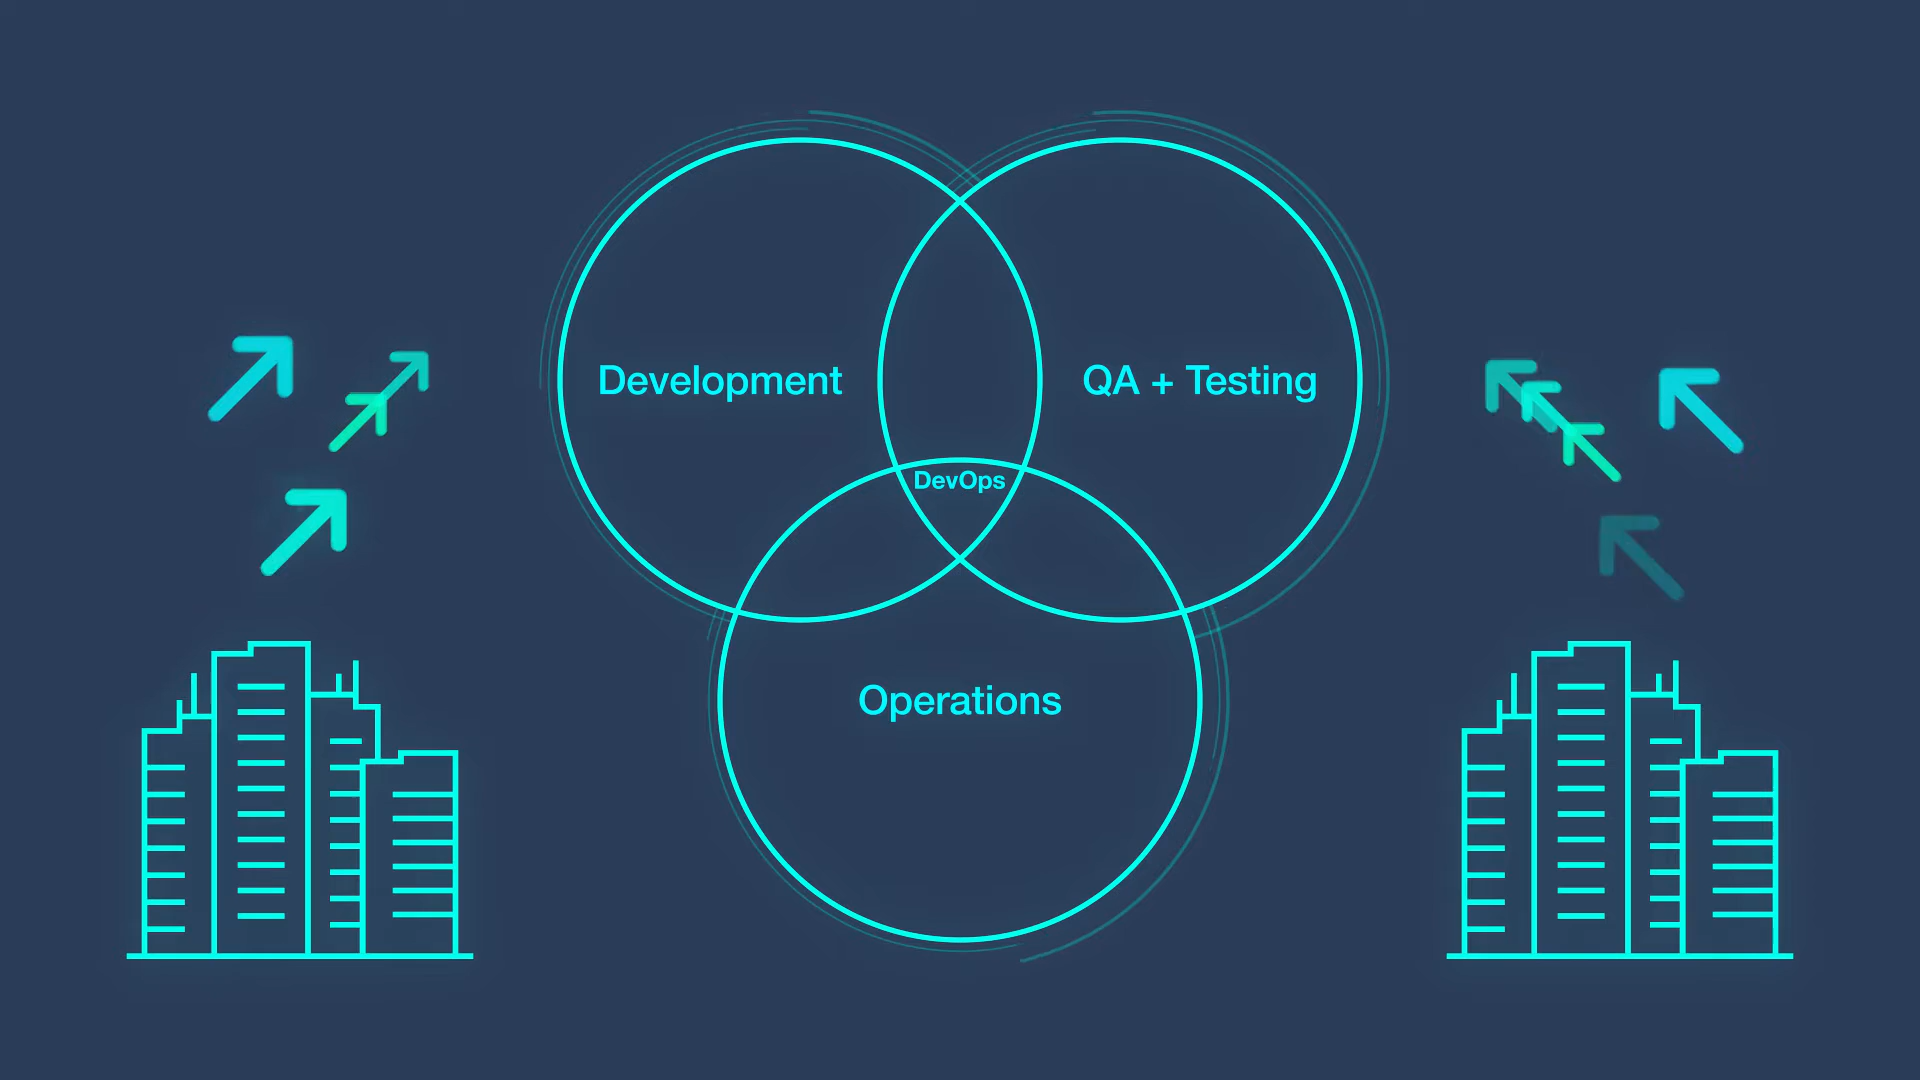 Development
QA + Testing
DevOps
Operations